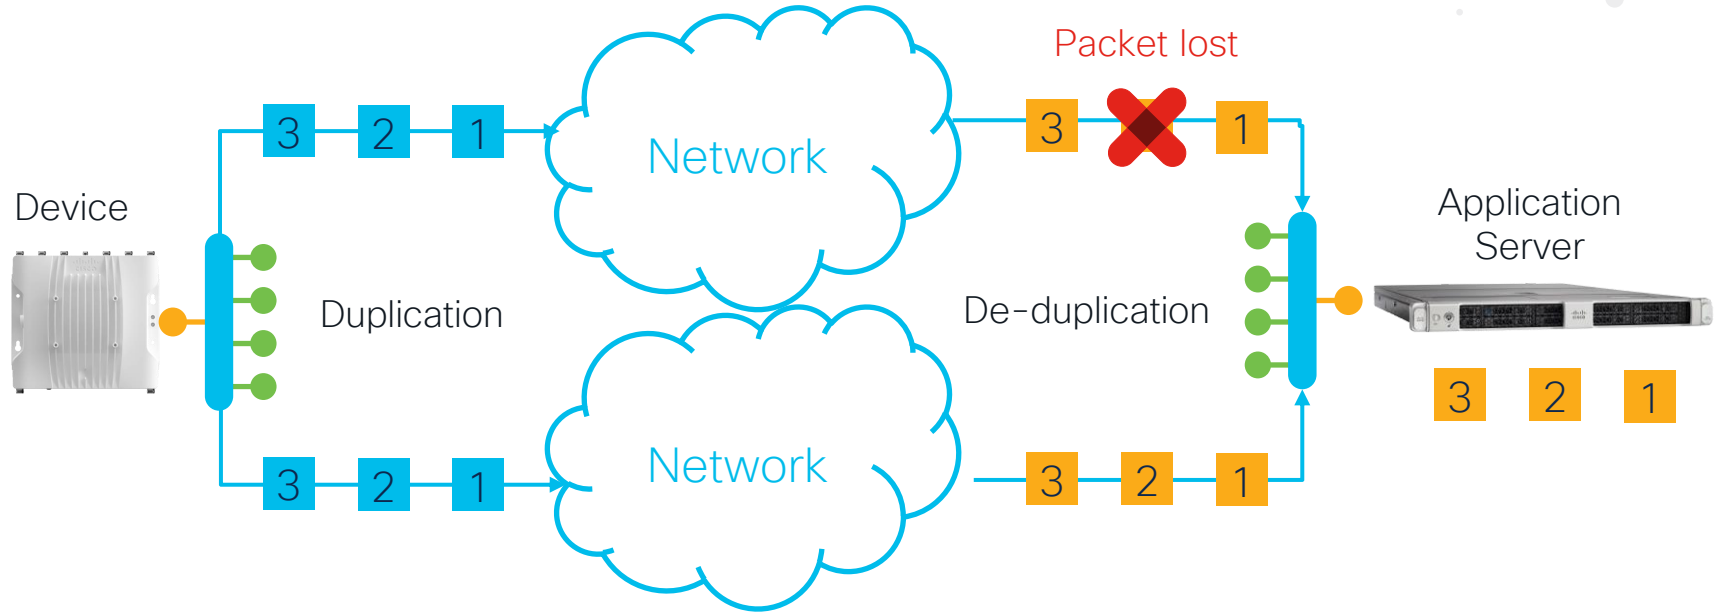 Packet lost
3 2 1
Network
3 1
Device
Application
Server
Duplication
De-duplication
3 2 1
Network
3 2 1
3 2 1